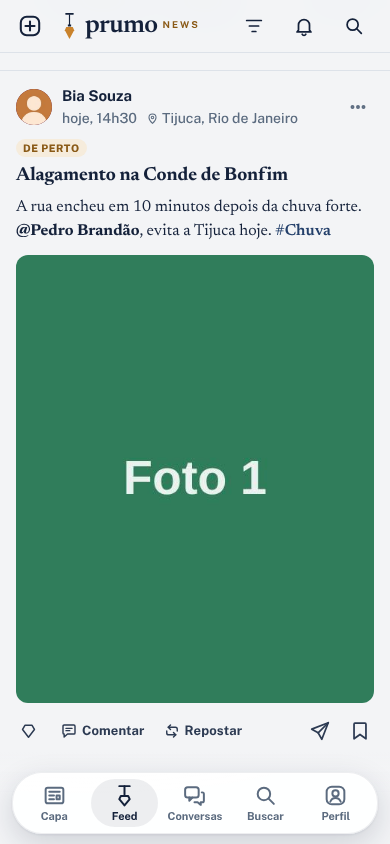 prumo NEWS
Bia Souza
hoje, 14h30 Tijuca, Rio de Janeiro
DE PERTO
Alagamento na Conde de Bonfim
A rua encheu em 10 minutos depois da chuva forte.
@Pedro Brandão, evita a Tijuca hoje. #Chuva
Foto 1
Comentar Repostar
Capa Feed Conversas Buscar Perfil